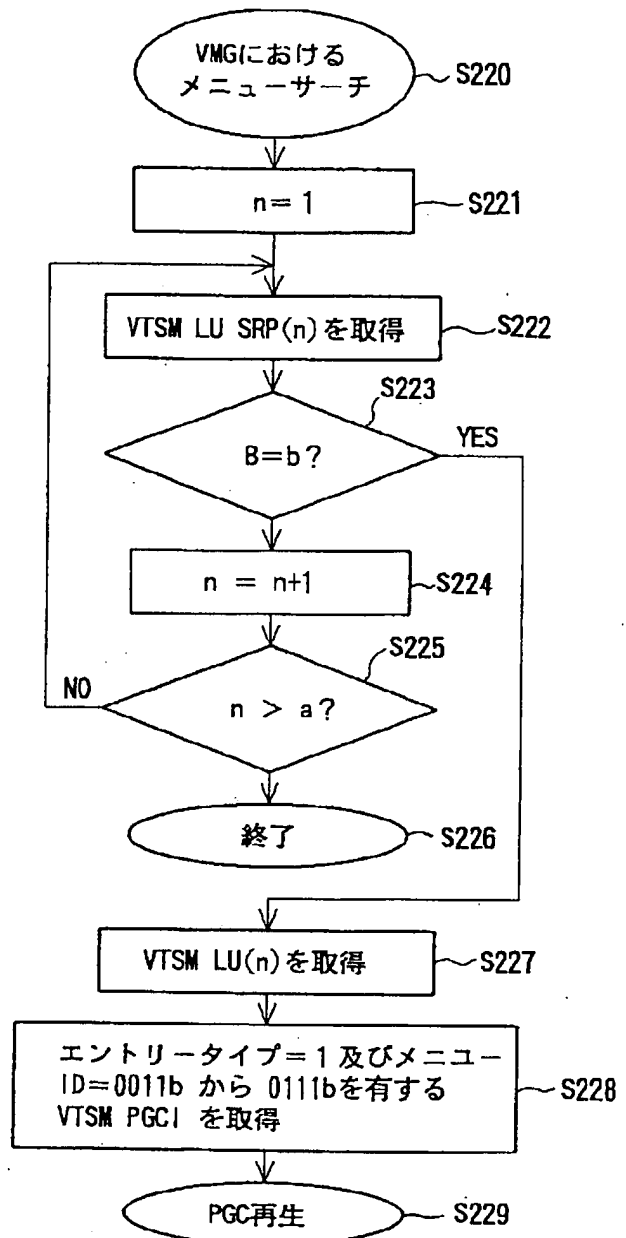 VMGにおける
メニューサーチ
S220
n=1
S221
VTSM LU SRP(n)を取得
S222
S223
B=b?
YES
n = n+1
S224
S225
NO
n > a?
終了
S226
VTSM LU(n)を取得
S227
エントリータイプ=1及びメニュー
ID=0011b から 0111bを有する
VTSM PGCI を取得
S228
PGC再生
S229